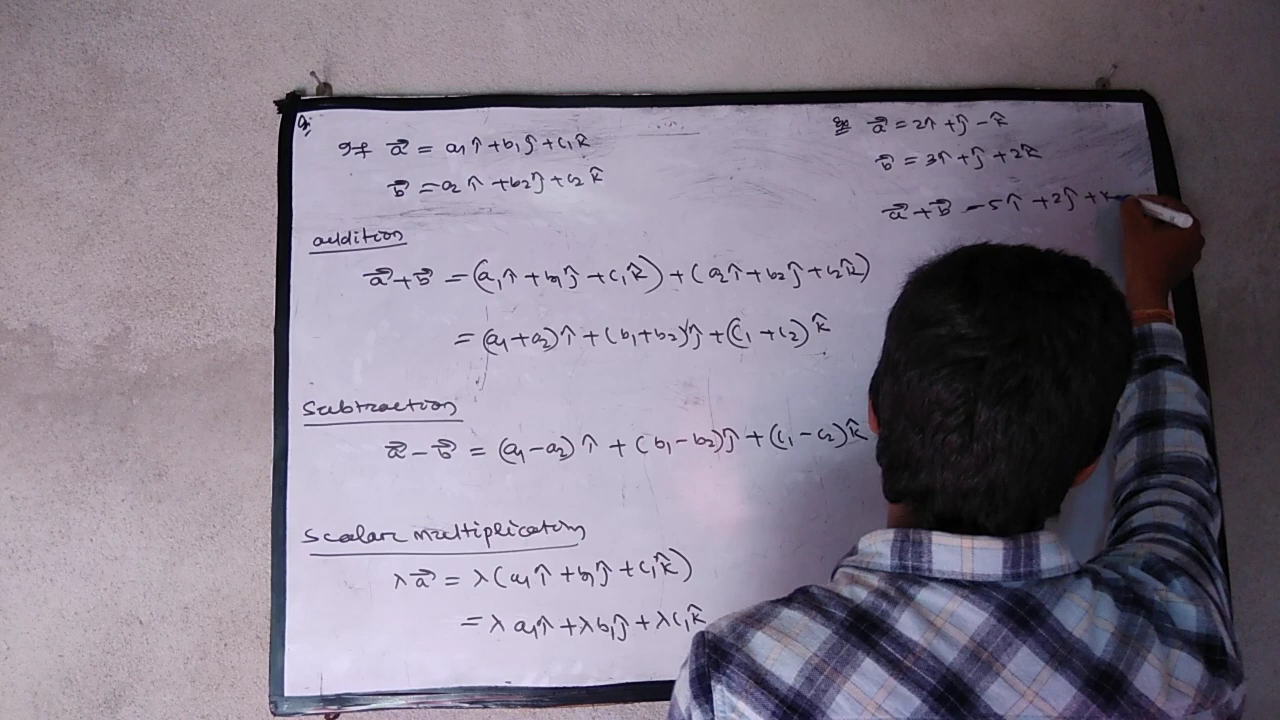 If a⃗ = a₁î + b₁ĵ + c₁k̂
b⃗ = a₂î + b₂ĵ + c₂k̂
addition
a⃗ + b⃗ = (a₁î + b₁ĵ + c₁k̂) + (a₂î + b₂ĵ + c₂k̂)
= (a₁ + a₂)î + (b₁ + b₂)ĵ + (c₁ + c₂)k̂
Subtraction
a⃗ − b⃗ = (a₁ − a₂)î + (b₁ − b₂)ĵ + (c₁ − c₂)k̂
Scalar multiplication
λa⃗ = λ(a₁î + b₁ĵ + c₁k̂)
= λa₁î + λb₁ĵ + λc₁k̂
a⃗ = 2î + ĵ − k̂
b⃗ = 3î + ĵ + 2k̂
a⃗ + b⃗ = 5î + 2ĵ + k